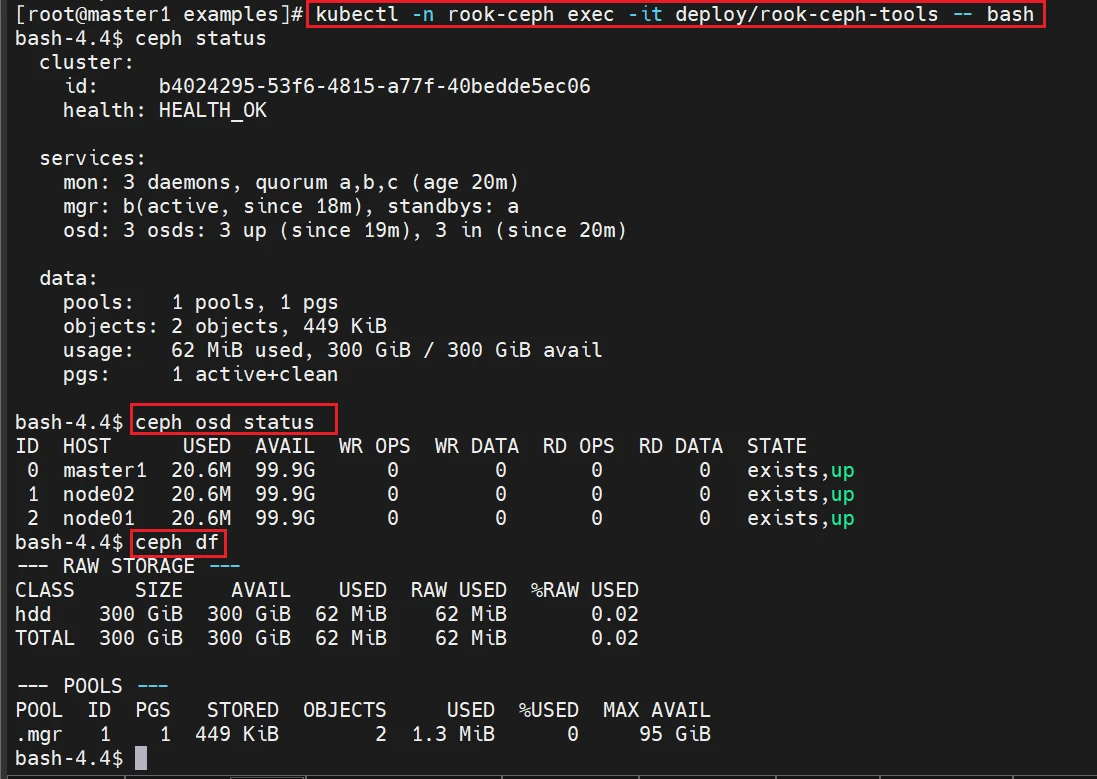 [root@master1 examples]# kubectl -n rook-ceph exec -it deploy/rook-ceph-tools -- bash
bash-4.4$ ceph status
  cluster:
    id:     b4024295-53f6-4815-a77f-40bedde5ec06
    health: HEALTH_OK

  services:
    mon: 3 daemons, quorum a,b,c (age 20m)
    mgr: b(active, since 18m), standbys: a
    osd: 3 osds: 3 up (since 19m), 3 in (since 20m)

  data:
    pools:   1 pools, 1 pgs
    objects: 2 objects, 449 KiB
    usage:   62 MiB used, 300 GiB / 300 GiB avail
    pgs:     1 active+clean

bash-4.4$ ceph osd status
ID  HOST      USED  AVAIL  WR OPS  WR DATA  RD OPS  RD DATA  STATE
 0  master1  20.6M  99.9G      0        0       0        0   exists,up
 1  node02   20.6M  99.9G      0        0       0        0   exists,up
 2  node01   20.6M  99.9G      0        0       0        0   exists,up
bash-4.4$ ceph df
--- RAW STORAGE ---
CLASS     SIZE    AVAIL    USED  RAW USED  %RAW USED
hdd    300 GiB  300 GiB  62 MiB    62 MiB       0.02
TOTAL  300 GiB  300 GiB  62 MiB    62 MiB       0.02

--- POOLS ---
POOL  ID  PGS   STORED  OBJECTS     USED  %USED  MAX AVAIL
.mgr   1    1  449 KiB        2  1.3 MiB      0     95 GiB
bash-4.4$